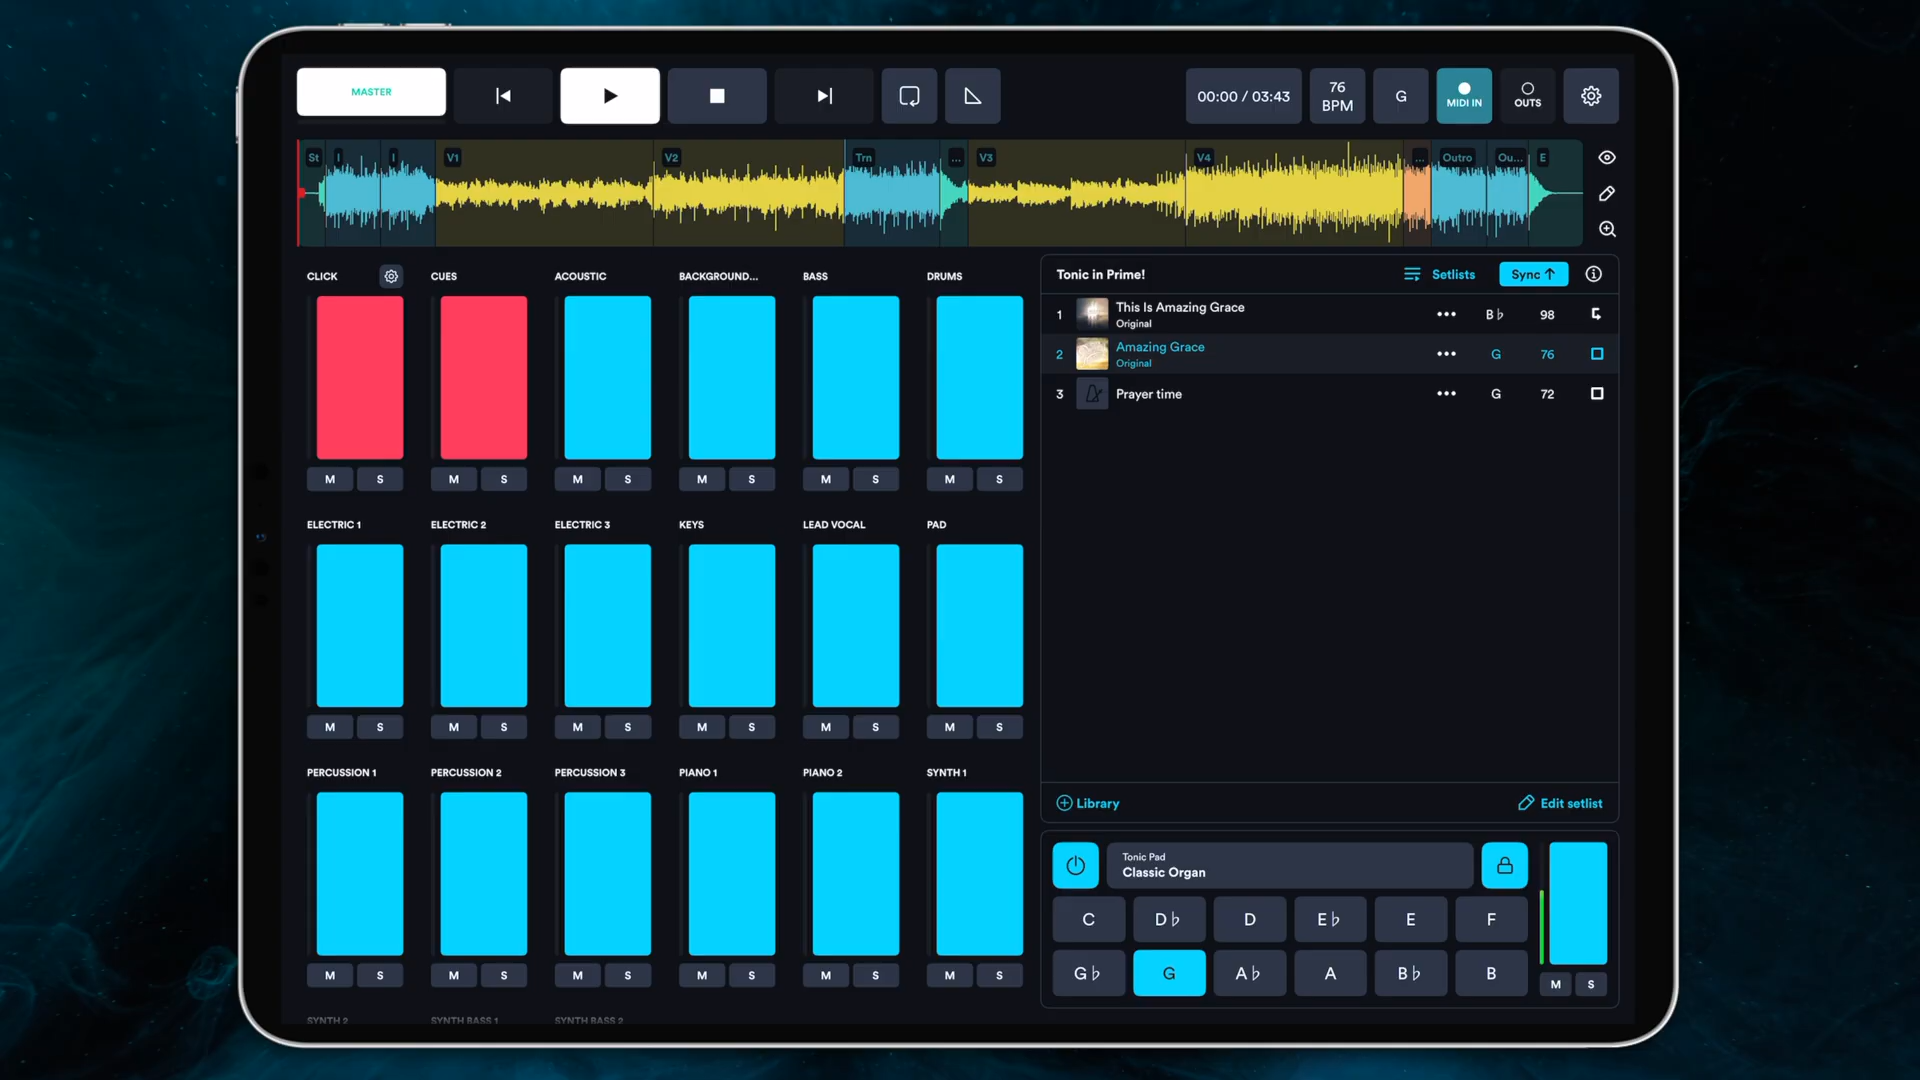 MASTER
00:00 / 03:43
76
BPM
G
MIDI IN
OUTS
St
I
I
V1
V2
Trn
...
V3
V4
...
Outro
Ou...
E
CLICK
CUES
ACOUSTIC
BACKGROUND...
BASS
DRUMS
M S M S M S M S M S M S
ELECTRIC 1
ELECTRIC 2
ELECTRIC 3
KEYS
LEAD VOCAL
PAD
M S M S M S M S M S M S
PERCUSSION 1
PERCUSSION 2
PERCUSSION 3
PIANO 1
PIANO 2
SYNTH 1
M S M S M S M S M S M S
SYNTH 2
SYNTH BASS 1
SYNTH BASS 2
Tonic in Prime!
Setlists
Sync ↑
1 This Is Amazing Grace B♭ 98
Original
2 Amazing Grace G 76
Original
3 Prayer time G 72
Library
Edit setlist
Tonic Pad
Classic Organ
C D♭ D E♭ E F
G♭ G A♭ A B♭ B
M S